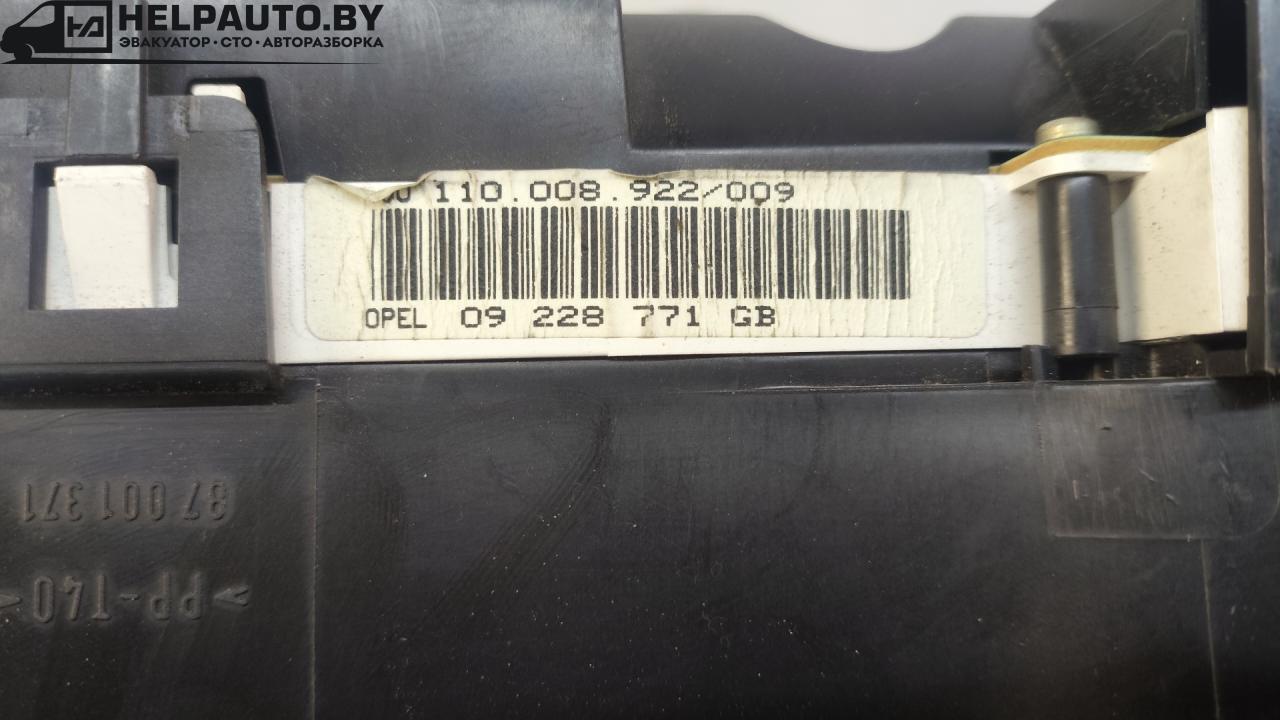 HELPAUTO.BY
ЭВАКУАТОР · СТО · АВТОРАЗБОРКА
110.008.922/009
OPEL 09 228 771 GB
87 001 371
>PP-T40<